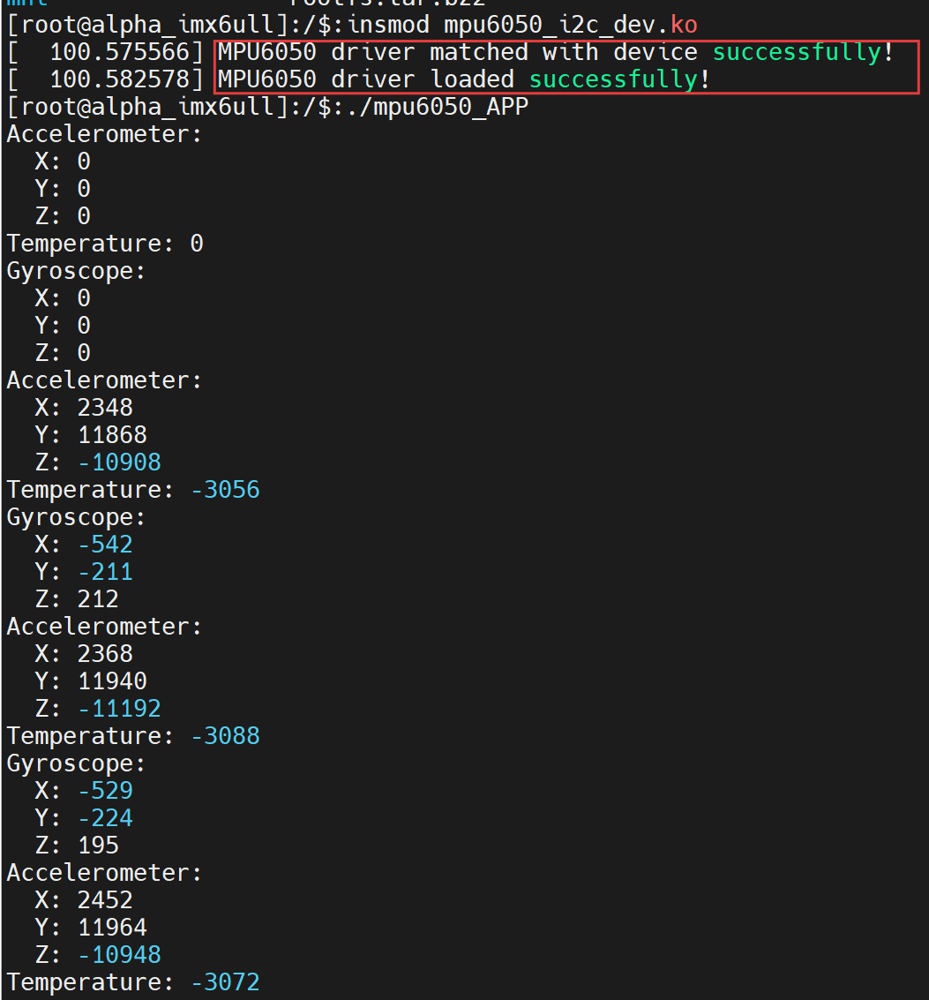 [root@alpha_imx6ull]:/$:insmod mpu6050_i2c_dev.ko
[  100.575566] MPU6050 driver matched with device successfully!
[  100.582578] MPU6050 driver loaded successfully!
[root@alpha_imx6ull]:/$:./mpu6050_APP
Accelerometer:
  X: 0
  Y: 0
  Z: 0
Temperature: 0
Gyroscope:
  X: 0
  Y: 0
  Z: 0
Accelerometer:
  X: 2348
  Y: 11868
  Z: -10908
Temperature: -3056
Gyroscope:
  X: -542
  Y: -211
  Z: 212
Accelerometer:
  X: 2368
  Y: 11940
  Z: -11192
Temperature: -3088
Gyroscope:
  X: -529
  Y: -224
  Z: 195
Accelerometer:
  X: 2452
  Y: 11964
  Z: -10948
Temperature: -3072